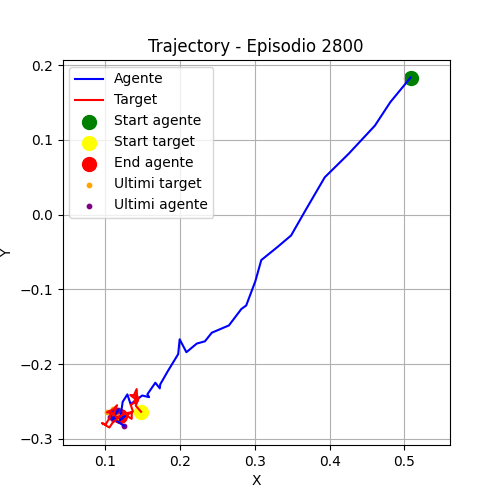 Trajectory - Episodio 2800
Agente
Target
Start agente
Start target
End agente
Ultimi target
Ultimi agente
0.2
0.1
0.0
−0.1
−0.2
−0.3
Y
0.1 0.2 0.3 0.4 0.5
X